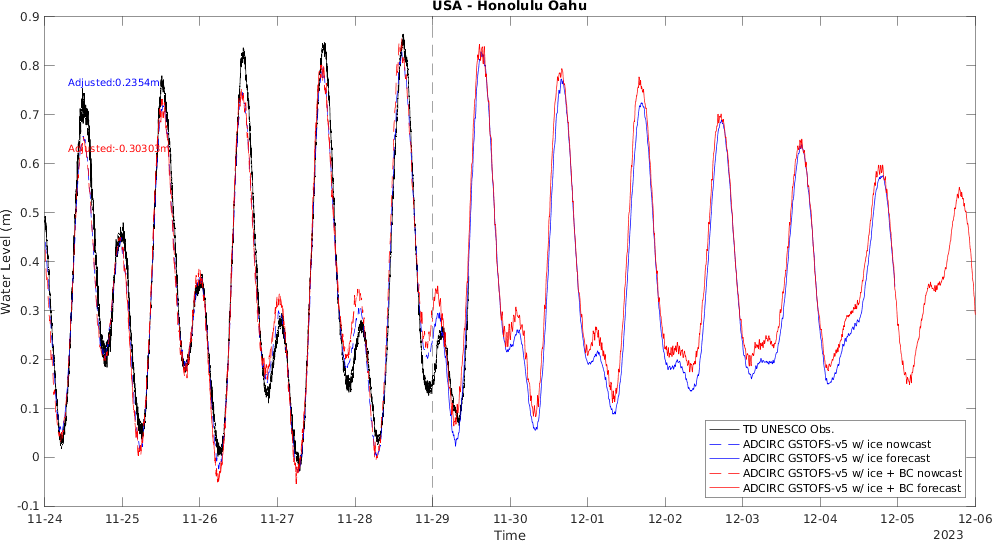 USA - Honolulu Oahu
0.9
0.8
0.7
0.6
0.5
0.4
0.3
0.2
0.1
0
-0.1
Water Level (m)
Adjusted:0.2354m
Adjusted:-0.30303m
TD UNESCO Obs.
ADCIRC GSTOFS-v5 w/ ice nowcast
ADCIRC GSTOFS-v5 w/ ice forecast
ADCIRC GSTOFS-v5 w/ ice + BC nowcast
ADCIRC GSTOFS-v5 w/ ice + BC forecast
11-24 11-25 11-26 11-27 11-28 11-29 11-30 12-01 12-02 12-03 12-04 12-05 12-06
Time
2023